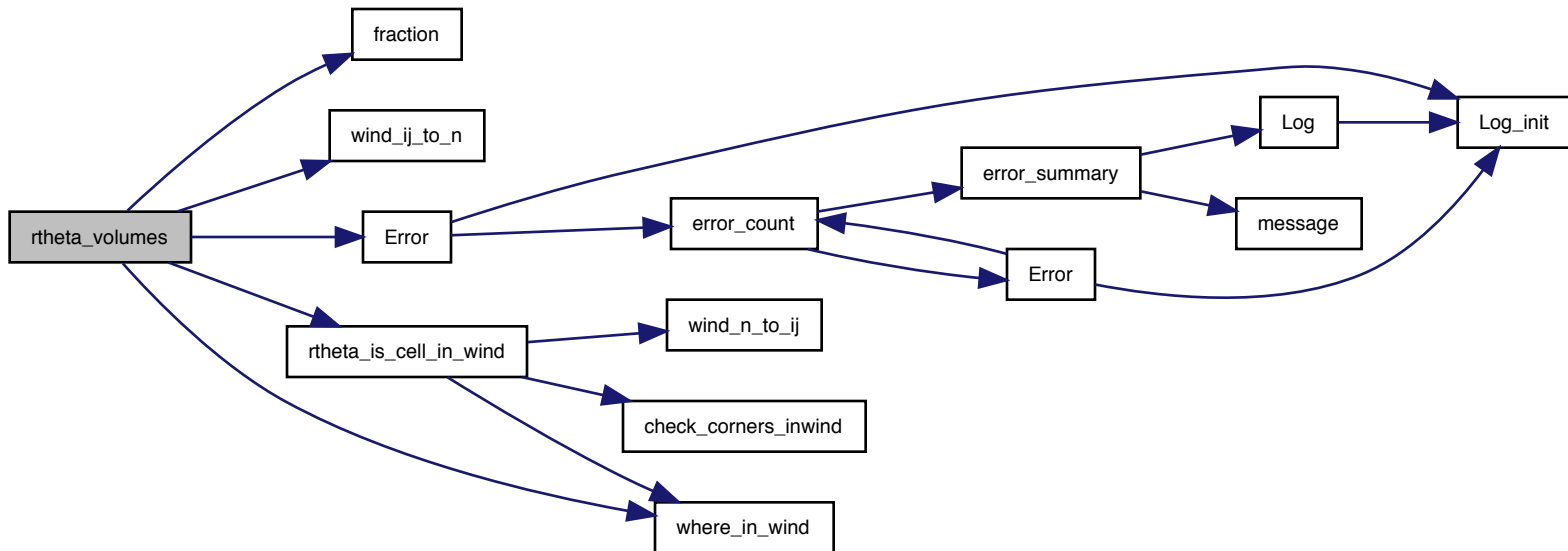 fraction
wind_ij_to_n
rtheta_volumes
Error
rtheta_is_cell_in_wind
error_count
error_summary
Log
Log_init
message
Error
wind_n_to_ij
check_corners_inwind
where_in_wind